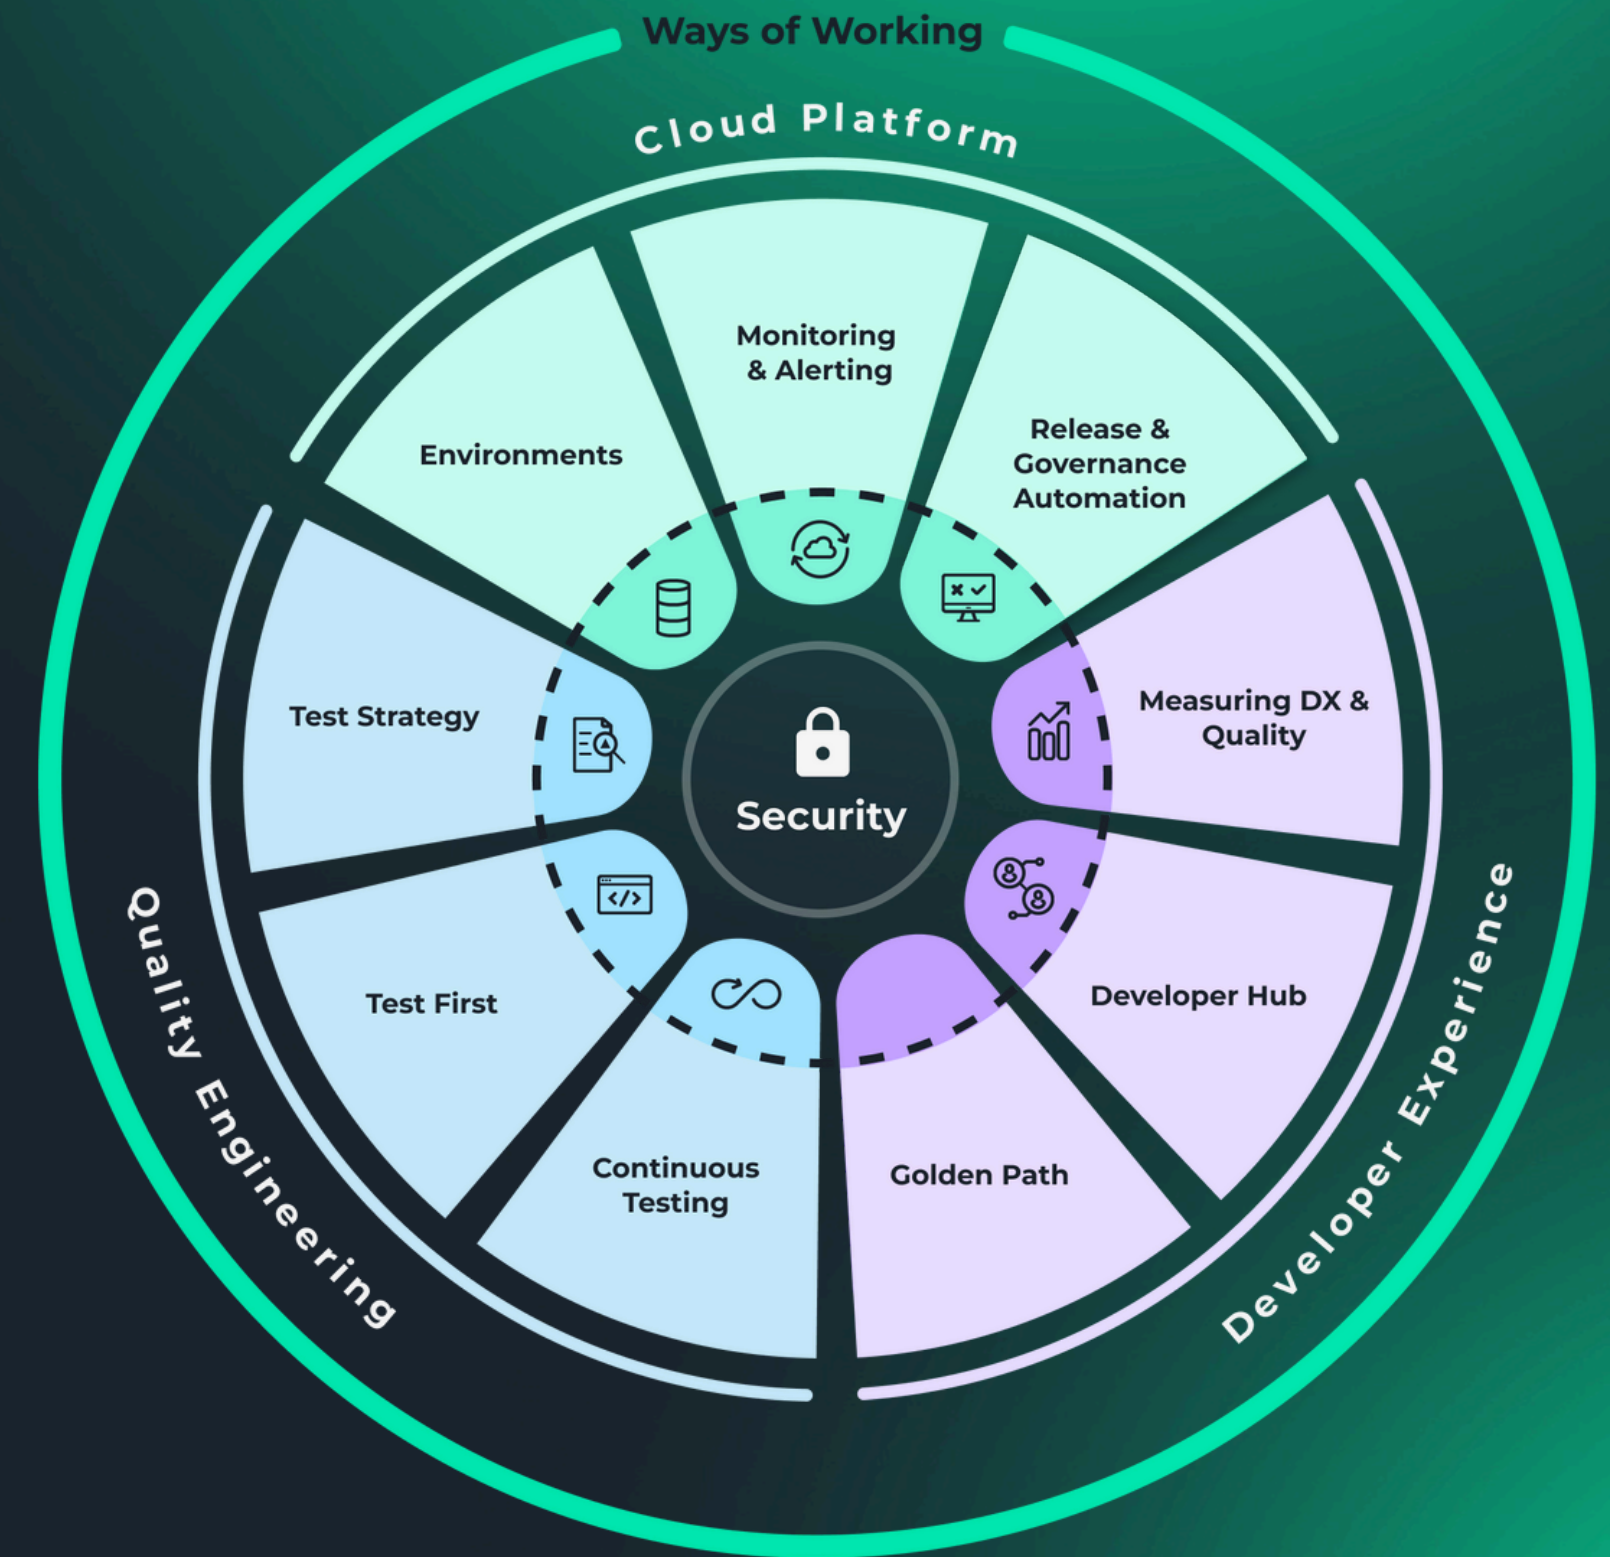 Ways of Working
Cloud Platform
Monitoring
& Alerting
Environments
Release &
Governance
Automation
Test Strategy
Measuring DX &
Quality
</>
Security
Test First
Developer Hub
Continuous
Testing
Golden Path
Quality Engineering
Developer Experience